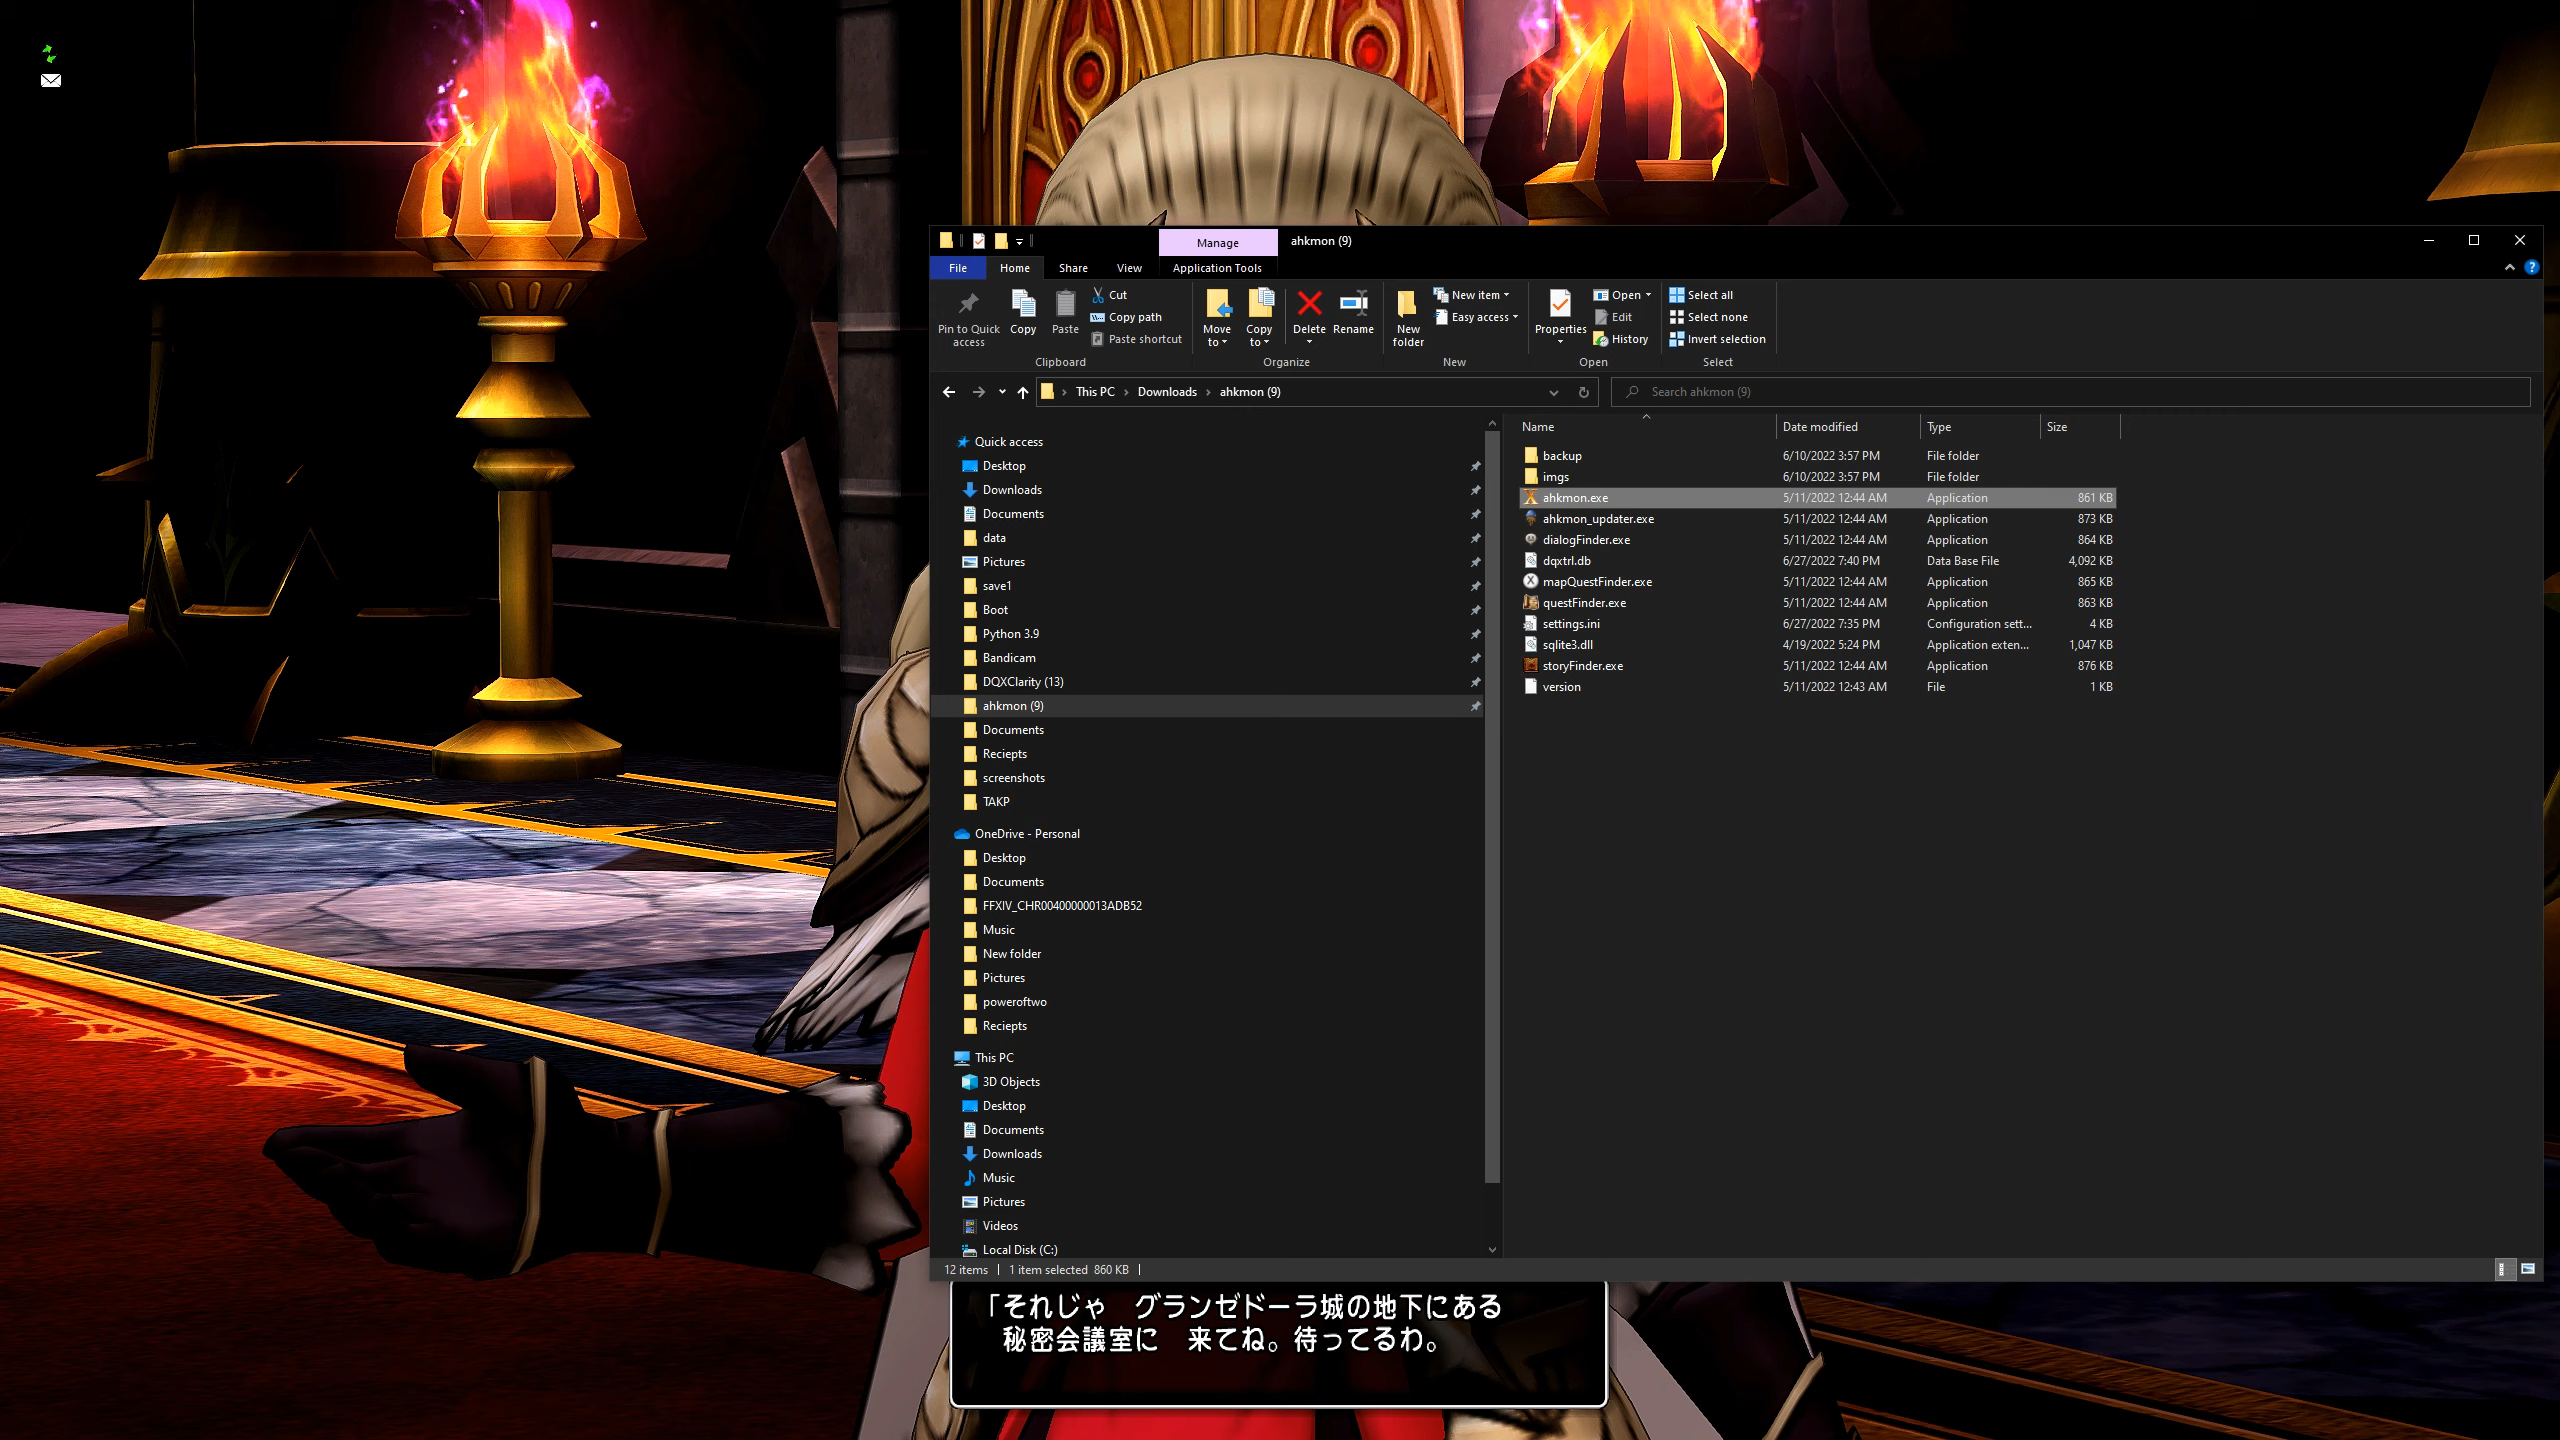 Manage
ahkmon (9)
File
Home
Share
View
Application Tools
Pin to Quick access
Copy
Paste
Cut
Copy path
Paste shortcut
Clipboard
Move to
Copy to
Delete
Rename
Organize
New folder
New item
Easy access
New
Properties
Open
Edit
History
Open
Select all
Select none
Invert selection
Select
This PC › Downloads › ahkmon (9)
Search ahkmon (9)
Quick access
Desktop
Downloads
Documents
data
Pictures
save1
Boot
Python 3.9
Bandicam
DQXClarity (13)
ahkmon (9)
Documents
Reciepts
screenshots
TAKP
OneDrive - Personal
Desktop
Documents
FFXIV_CHR00400000013ADB52
Music
New folder
Pictures
poweroftwo
Reciepts
This PC
3D Objects
Desktop
Documents
Downloads
Music
Pictures
Videos
Local Disk (C:)
Name Date modified Type Size
backup 6/10/2022 3:57 PM File folder
imgs 6/10/2022 3:57 PM File folder
ahkmon.exe 5/11/2022 12:44 AM Application 861 KB
ahkmon_updater.exe 5/11/2022 12:44 AM Application 873 KB
dialogFinder.exe 5/11/2022 12:44 AM Application 864 KB
dqxtrl.db 6/27/2022 7:40 PM Data Base File 4,092 KB
mapQuestFinder.exe 5/11/2022 12:44 AM Application 865 KB
questFinder.exe 5/11/2022 12:44 AM Application 863 KB
settings.ini 6/27/2022 7:35 PM Configuration sett... 4 KB
sqlite3.dll 4/19/2022 5:24 PM Application exten... 1,047 KB
storyFinder.exe 5/11/2022 12:44 AM Application 876 KB
version 5/11/2022 12:43 AM File 1 KB
12 items 1 item selected 860 KB
「それじゃ　グランゼドーラ城の地下にある
秘密会議室に　来てね。待ってるわ。